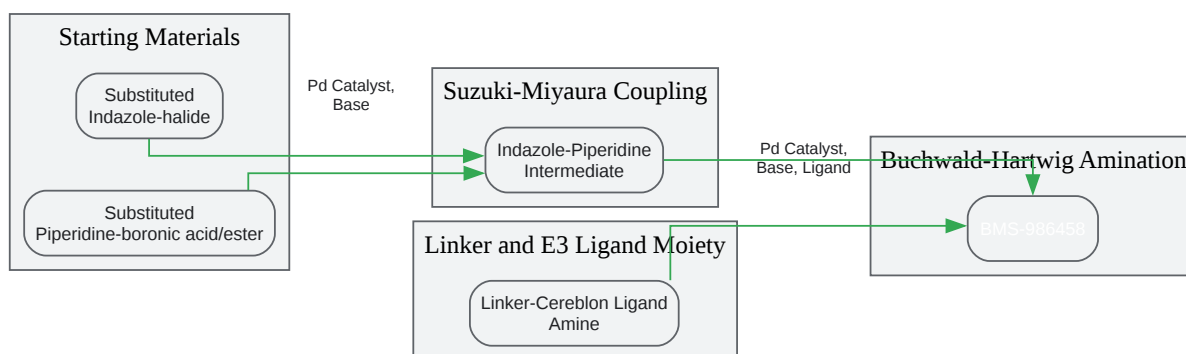 Starting Materials
Substituted
Indazole-halide
Substituted
Piperidine-boronic acid/ester
Pd Catalyst,
Base
Suzuki-Miyaura Coupling
Indazole-Piperidine
Intermediate
Linker and E3 Ligand Moiety
Linker-Cereblon Ligand
Amine
Pd Catalyst,
Base, Ligand
Buchwald-Hartwig Amination
BMS-986458